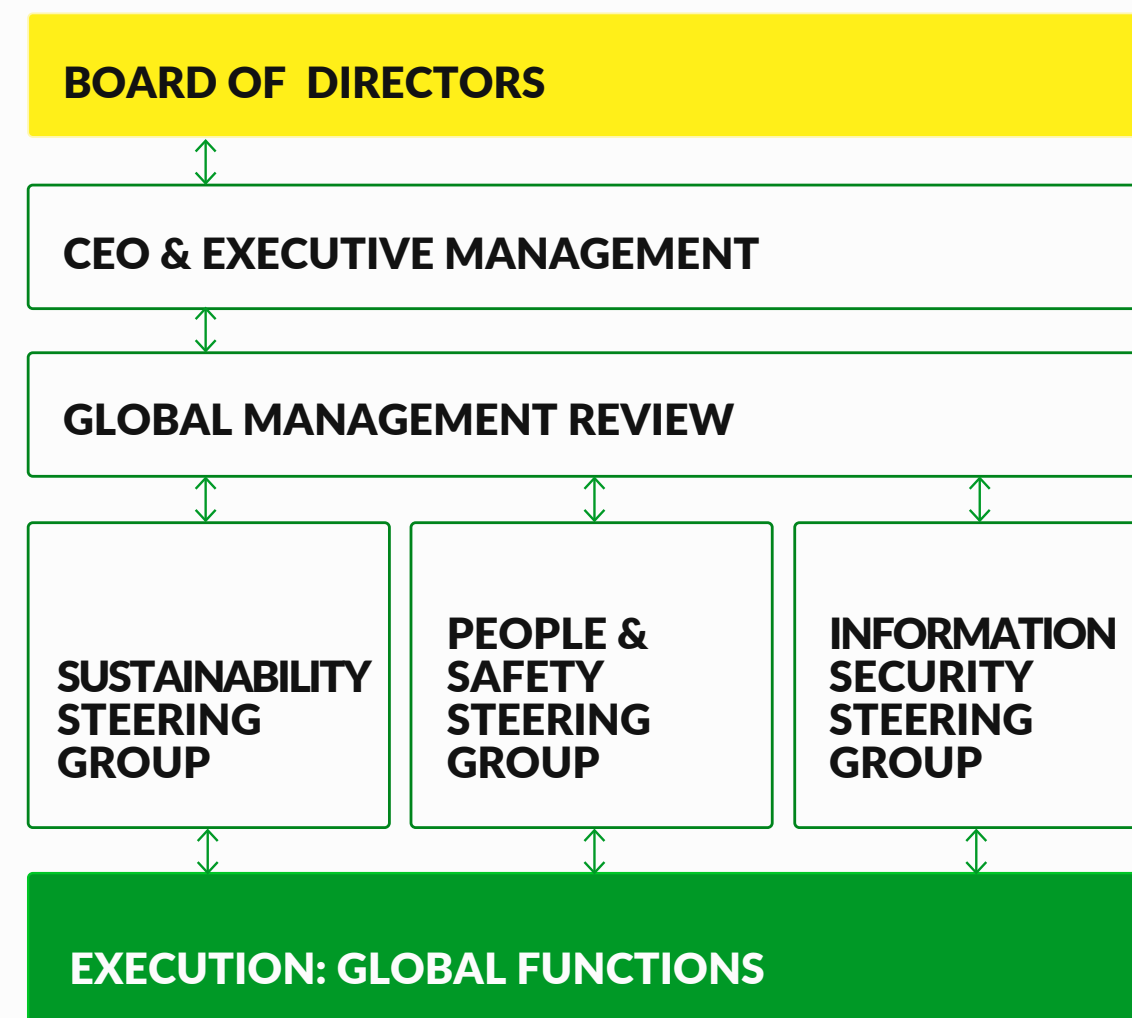 BOARD OF DIRECTORS
CEO & EXECUTIVE MANAGEMENT
GLOBAL MANAGEMENT REVIEW
SUSTAINABILITY
STEERING
GROUP
PEOPLE &
SAFETY
STEERING
GROUP
INFORMATION
SECURITY
STEERING
GROUP
EXECUTION: GLOBAL FUNCTIONS